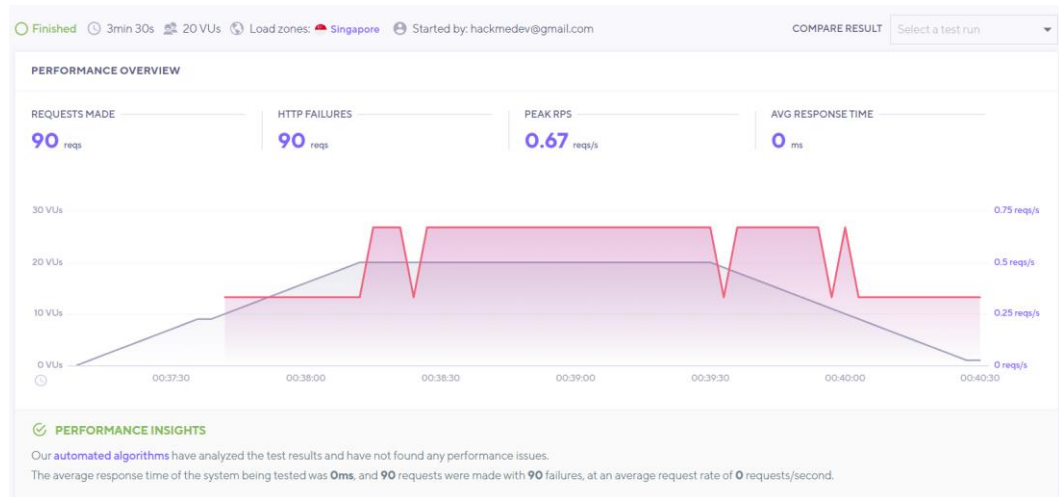 Finished 3min 30s 20 VUs Load zones: Singapore Started by: hackmedev@gmail.com COMPARE RESULT Select a test run
PERFORMANCE OVERVIEW
REQUESTS MADE HTTP FAILURES PEAK RPS AVG RESPONSE TIME
90 reqs 90 reqs 0.67 reqs/s 0 ms
30 VUs 0.75 reqs/s
20 VUs 0.5 reqs/s
10 VUs 0.25 reqs/s
0 VUs 0 reqs/s
00:37:30 00:38:00 00:38:30 00:39:00 00:39:30 00:40:00 00:40:30
PERFORMANCE INSIGHTS
Our automated algorithms have analyzed the test results and have not found any performance issues.
The average response time of the system being tested was 0ms, and 90 requests were made with 90 failures, at an average request rate of 0 requests/second.